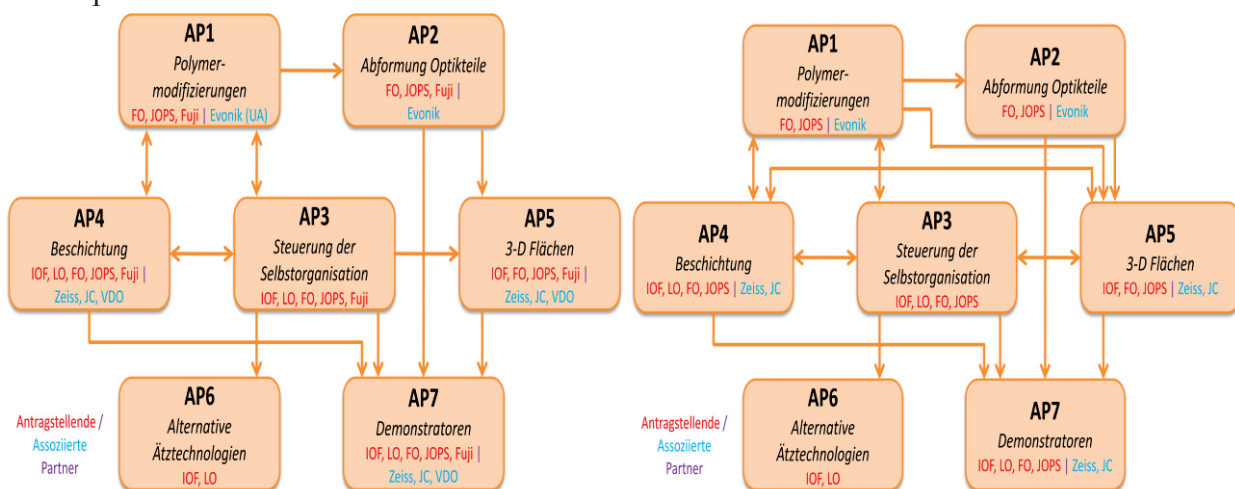 AP1
Polymer-
modifizierungen
FO, JOPS, Fuji | Evonik (UA)
AP2
Abformung Optikteile
FO, JOPS, Fuji |
Evonik
AP4
Beschichtung
IOF, LO, FO, JOPS, Fuji |
Zeiss, JC, VDO
AP3
Steuerung der
Selbstorganisation
IOF, LO, FO, JOPS, Fuji
AP5
3-D Flächen
IOF, FO, JOPS, Fuji |
Zeiss, JC, VDO
Antragstellende /
Assoziierte
Partner
AP6
Alternative
Ätztechnologien
IOF, LO
AP7
Demonstratoren
IOF, LO, FO, JOPS, Fuji |
Zeiss, JC, VDO
AP1
Polymer-
modifizierungen
FO, JOPS | Evonik
AP2
Abformung Optikteile
FO, JOPS | Evonik
AP4
Beschichtung
IOF, LO, FO, JOPS | Zeiss, JC
AP3
Steuerung der
Selbstorganisation
IOF, LO, FO, JOPS
AP5
3-D Flächen
IOF, FO, JOPS | Zeiss, JC
Antragstellende /
Assoziierte
Partner
AP6
Alternative
Ätztechnologien
IOF, LO
AP7
Demonstratoren
IOF, LO, FO, JOPS | Zeiss, JC